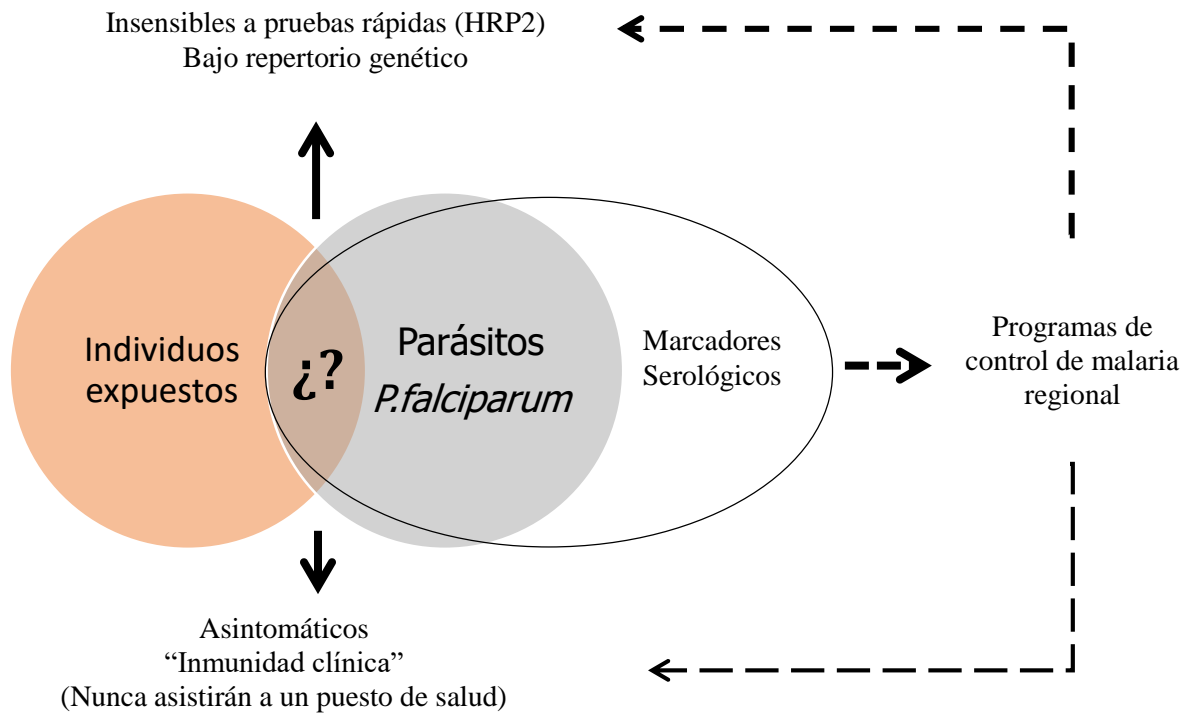 Insensibles a pruebas rápidas (HRP2)
Bajo repertorio genético
Individuos
expuestos
¿?
Parásitos
P.falciparum
Marcadores
Serológicos
Programas de
control de malaria
regional
Asintomáticos
“Inmunidad clínica”
(Nunca asistirán a un puesto de salud)